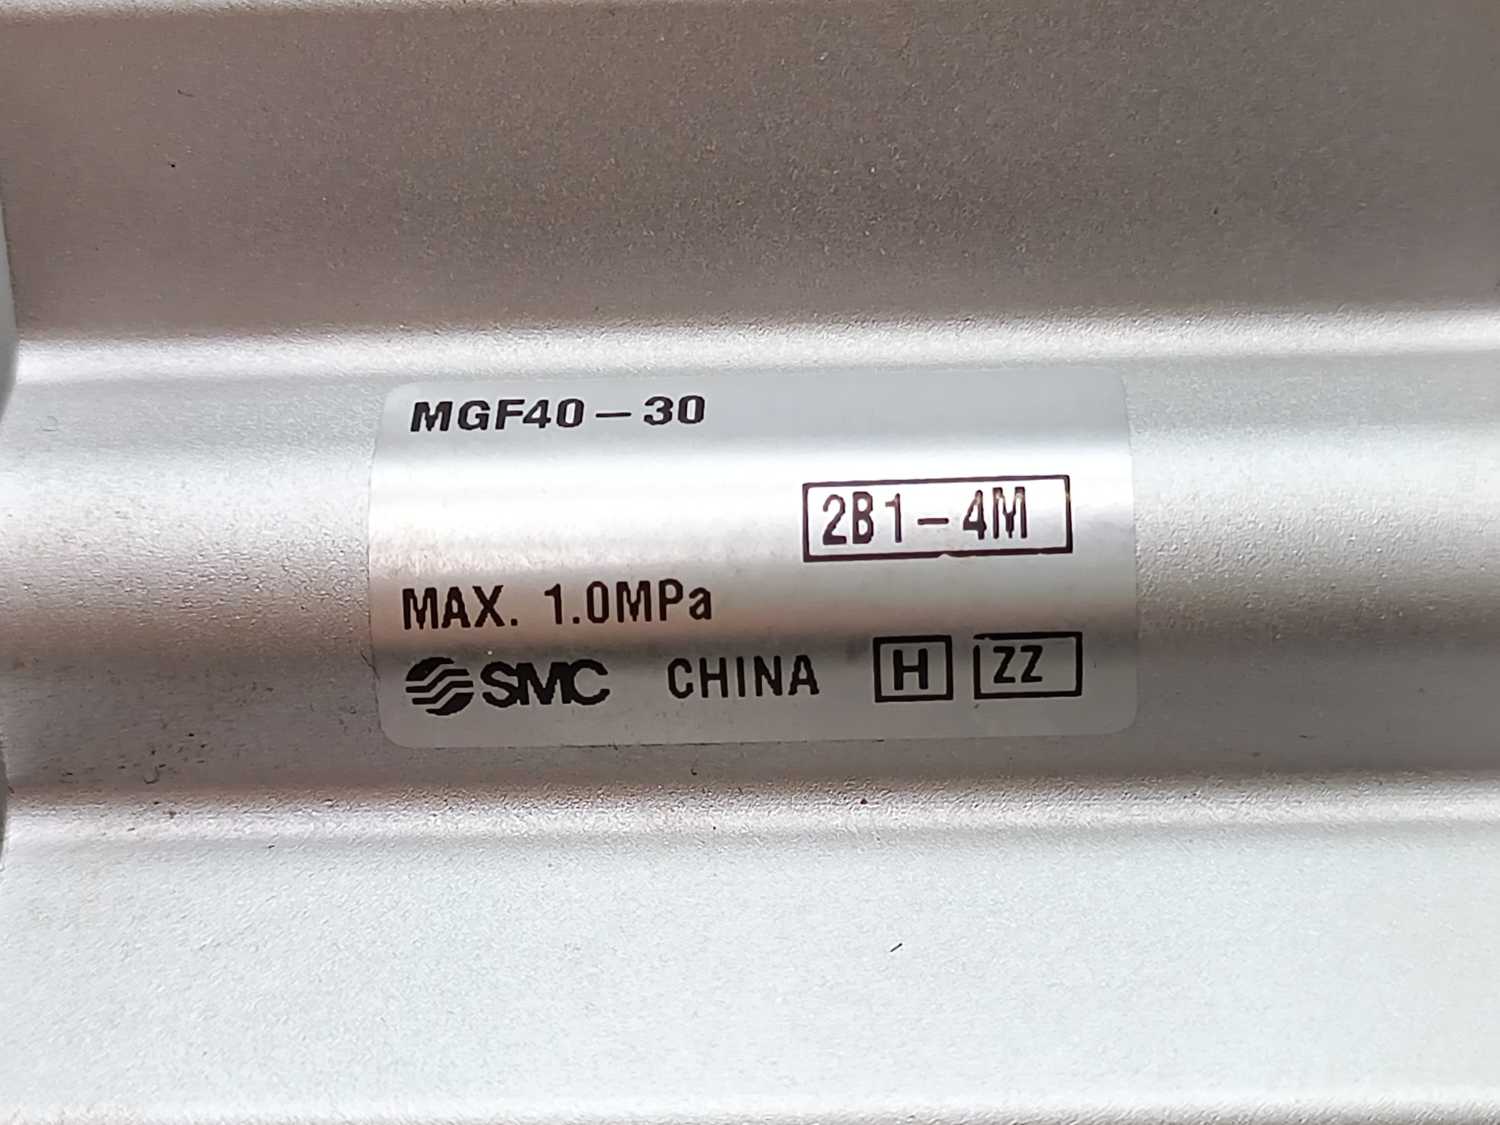 MGF40-30
2B1-4M
MAX. 1.0MPa
SMC CHINA H ZZ